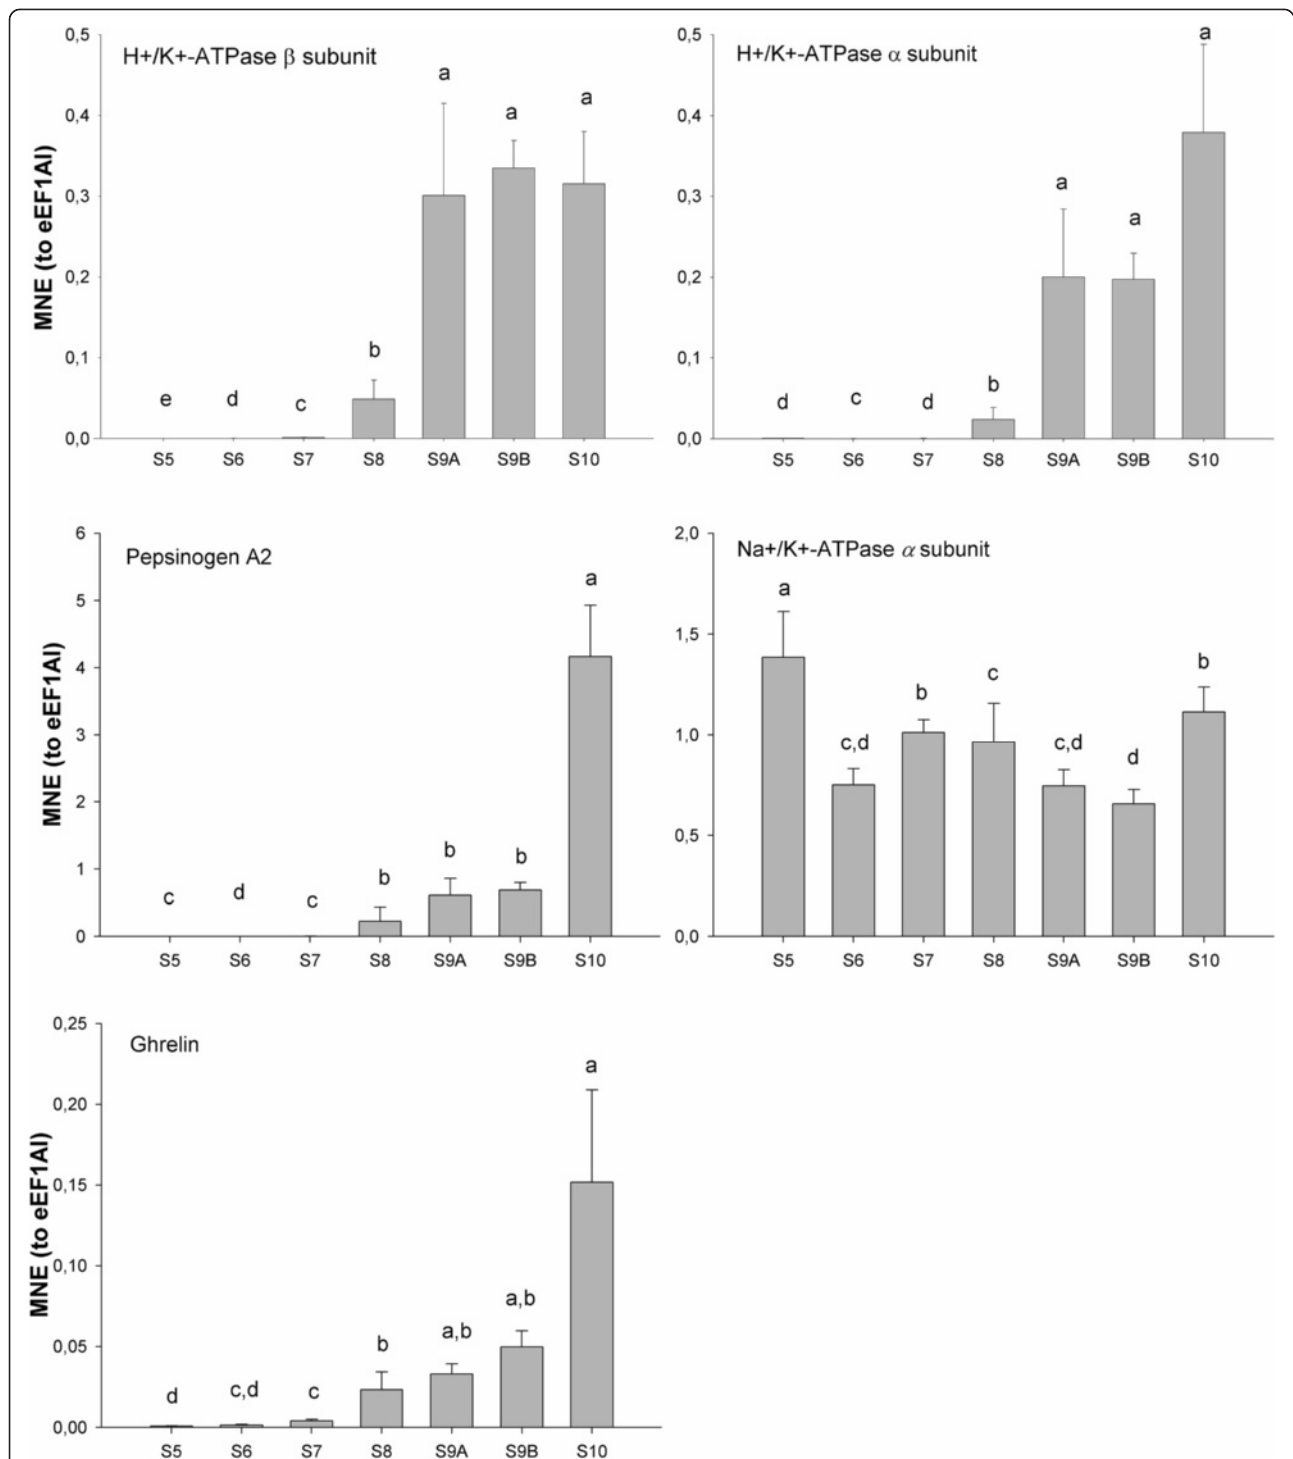 H+/K+-ATPase β subunit
MNE (to eEF1AI)
0,5
0,4
0,3
0,2
0,1
0,0
e d c b a a a
S5 S6 S7 S8 S9A S9B S10
H+/K+-ATPase α subunit
0,5
0,4
0,3
0,2
0,1
0,0
d c d b a a a
S5 S6 S7 S8 S9A S9B S10
Pepsinogen A2
MNE (to eEF1AI)
6
5
4
3
2
1
0
c d c b b b a
S5 S6 S7 S8 S9A S9B S10
Na+/K+-ATPase α subunit
2,0
1,5
1,0
0,5
0,0
a c,d b c c,d d b
S5 S6 S7 S8 S9A S9B S10
Ghrelin
MNE (to eEF1AI)
0,25
0,20
0,15
0,10
0,05
0,00
d c,d c b a,b a,b a
S5 S6 S7 S8 S9A S9B S10